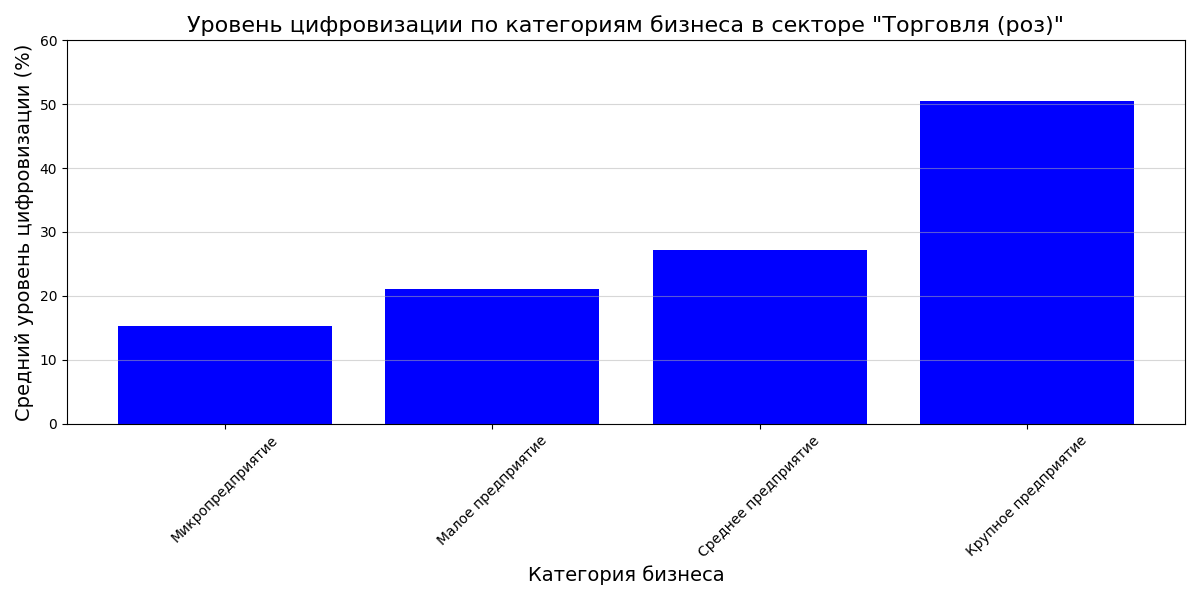 Уровень цифровизации по категориям бизнеса в секторе "Торговля (роз)"
Средний уровень цифровизации (%)
60
50
40
30
20
10
0
Микропредприятие
Малое предприятие
Среднее предприятие
Крупное предприятие
Категория бизнеса